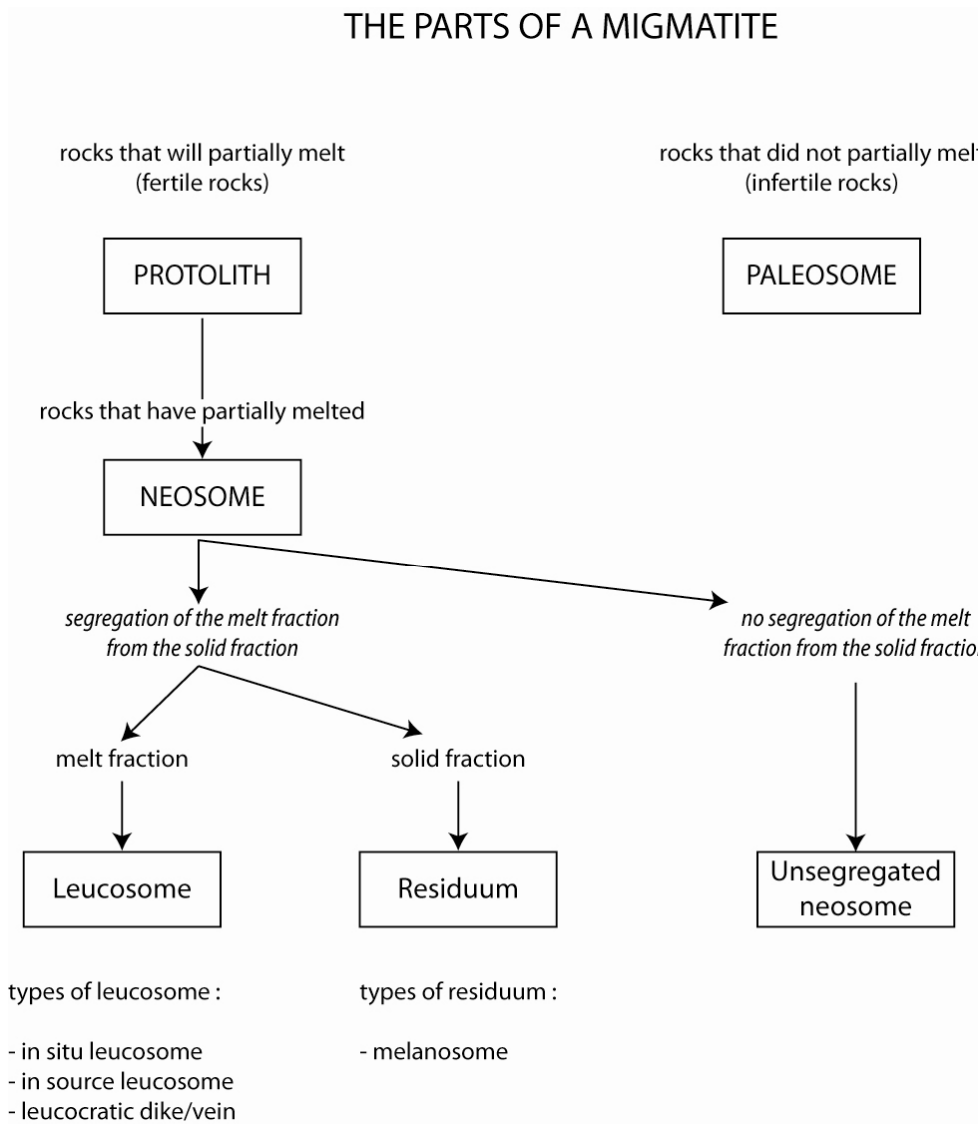 THE PARTS OF A MIGMATITE
rocks that will partially melt
(fertile rocks)
rocks that did not partially mel
(infertile rocks)
PROTOLITH
PALEOSOME
rocks that have partially melted
NEOSOME
segregation of the melt fraction
from the solid fraction
no segregation of the melt
fraction from the solid fractio
melt fraction
solid fraction
Leucosome
Residuum
Unsegregated
neosome
types of leucosome :
- in situ leucosome
- in source leucosome
- leucocratic dike/vein
types of residuum :
- melanosome